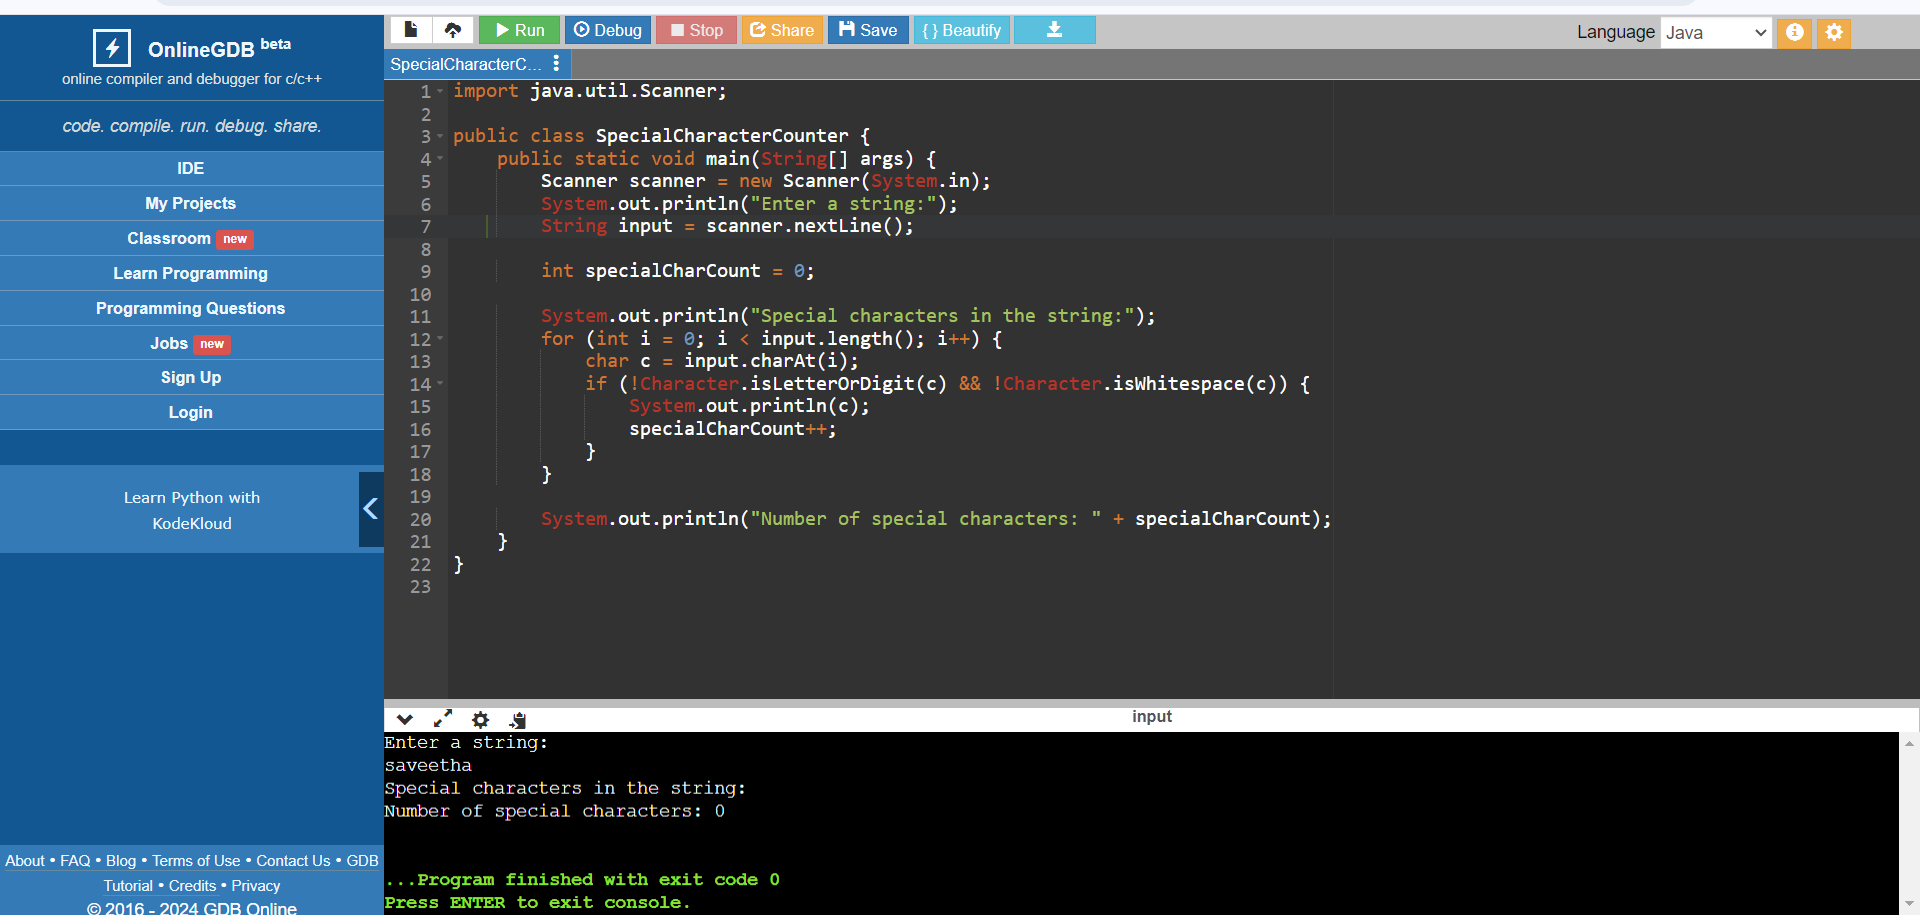 OnlineGDB beta
online compiler and debugger for c/c++
code. compile. run. debug. share.
IDE
My Projects
Classroom new
Learn Programming
Programming Questions
Jobs new
Sign Up
Login
Learn Python with
KodeKloud
About • FAQ • Blog • Terms of Use • Contact Us • GDB
Tutorial • Credits • Privacy
© 2016 - 2024 GDB Online
Run Debug Stop Share Save { } Beautify
Language Java
SpecialCharacterC...
1 import java.util.Scanner;
2
3 public class SpecialCharacterCounter {
4     public static void main(String[] args) {
5         Scanner scanner = new Scanner(System.in);
6         System.out.println("Enter a string:");
7         String input = scanner.nextLine();
8
9         int specialCharCount = 0;
10
11         System.out.println("Special characters in the string:");
12         for (int i = 0; i < input.length(); i++) {
13             char c = input.charAt(i);
14             if (!Character.isLetterOrDigit(c) && !Character.isWhitespace(c)) {
15                 System.out.println(c);
16                 specialCharCount++;
17             }
18         }
19
20         System.out.println("Number of special characters: " + specialCharCount);
21     }
22 }
23
input
Enter a string:
saveetha
Special characters in the string:
Number of special characters: 0
...Program finished with exit code 0
Press ENTER to exit console.